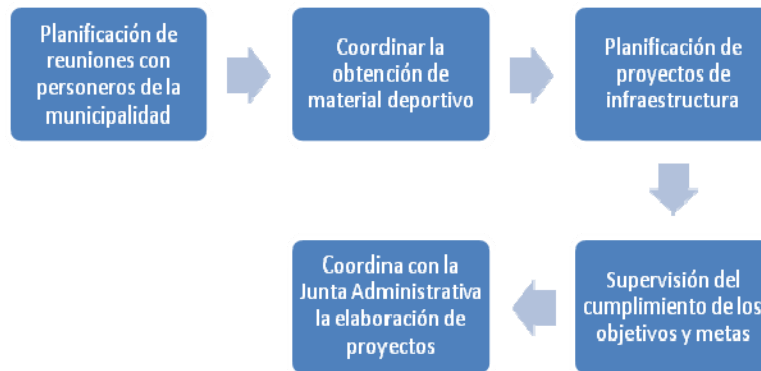 Planificación de
reuniones con
personeros de la
municipalidad
Coordinar la
obtención de
material deportivo
Planificación de
proyectos de
infraestructura
Supervisión del
cumplimiento de los
objetivos y metas
Coordina con la
Junta Administrativa
la elaboración de
proyectos